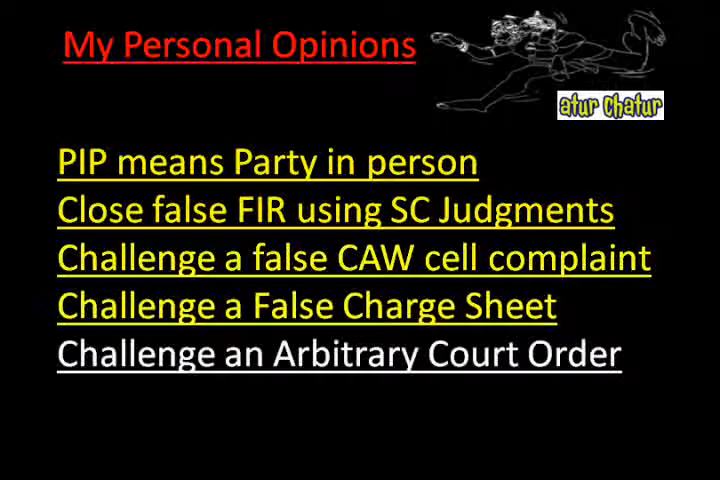 My Personal Opinions
atur chatur
PIP means Party in person
Close false FIR using SC Judgments
Challenge a false CAW cell complaint
Challenge a False Charge Sheet
Challenge an Arbitrary Court Order